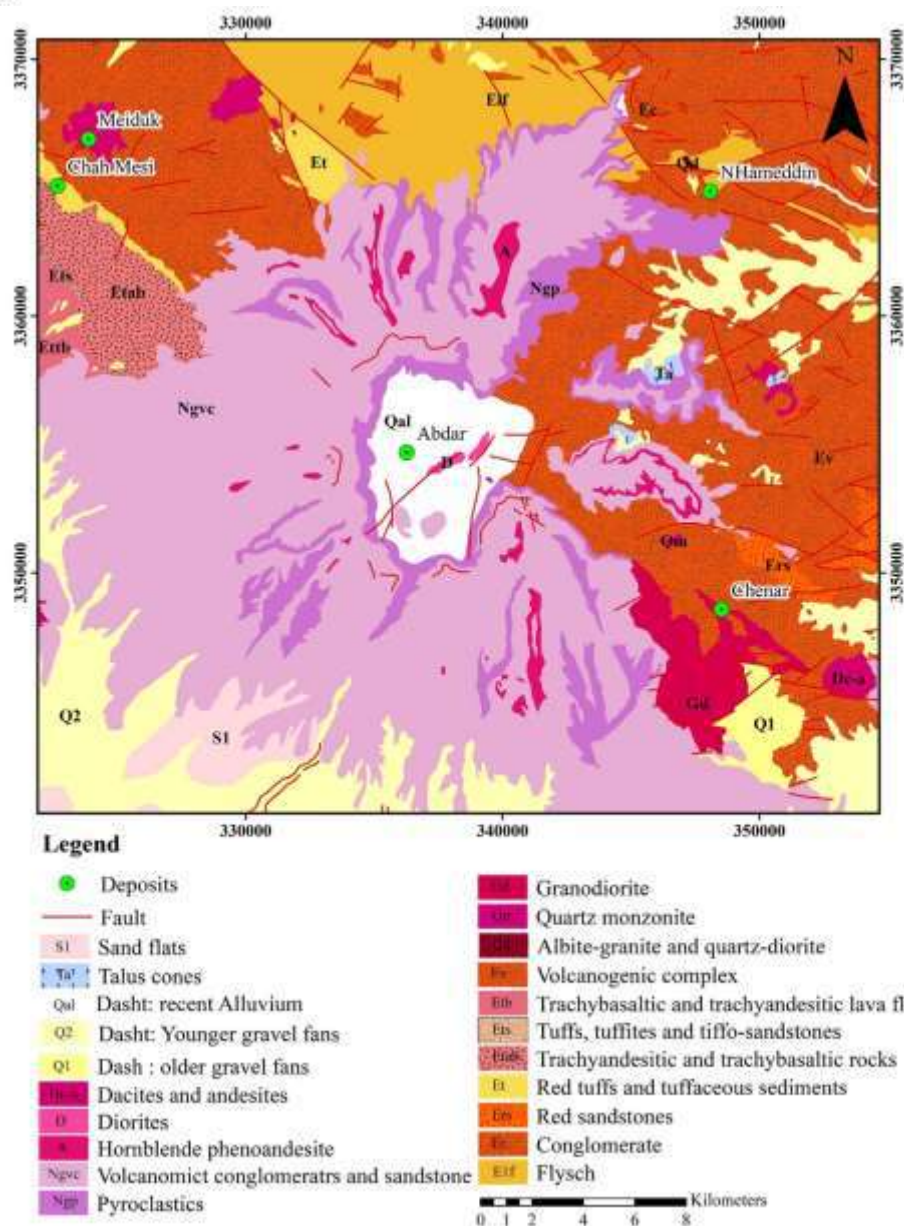 330000 340000 350000
3370000 3370000
N
Elf
Ec
Meiduk
Et
Chah Mesi
NHameddin
Ets
Etab
A
Ngp
3360000 3360000
Ettb
Ta
Ngvc
Qal
Abdar
D
Ev
Qm
Ers
3350000 3350000
Chenar
Da-a
Gd
Q2
Q1
S1
330000 340000 350000
Legend
Deposits
Fault
S1 Sand flats
Ta Talus cones
Qal Dasht: recent Alluvium
Q2 Dasht: Younger gravel fans
Q1 Dash : older gravel fans
Dacites and andesites
D Diorites
A Hornblende phenoandesite
Ngvc Volcanomict conglomeratrs and sandstone
Ngp Pyroclastics
Gd Granodiorite
Quartz monzonite
Albite-granite and quartz-diorite
Ev Volcanogenic complex
Etb Trachybasaltic and trachyandesitic lava fl
Ets Tuffs, tuffites and tiffo-sandstones
Etab Trachyandesitic and trachybasaltic rocks
Et Red tuffs and tuffaceous sediments
Ers Red sandstones
Ec Conglomerate
E1f Flysch
Kilometers
0 1 2 4 6 8